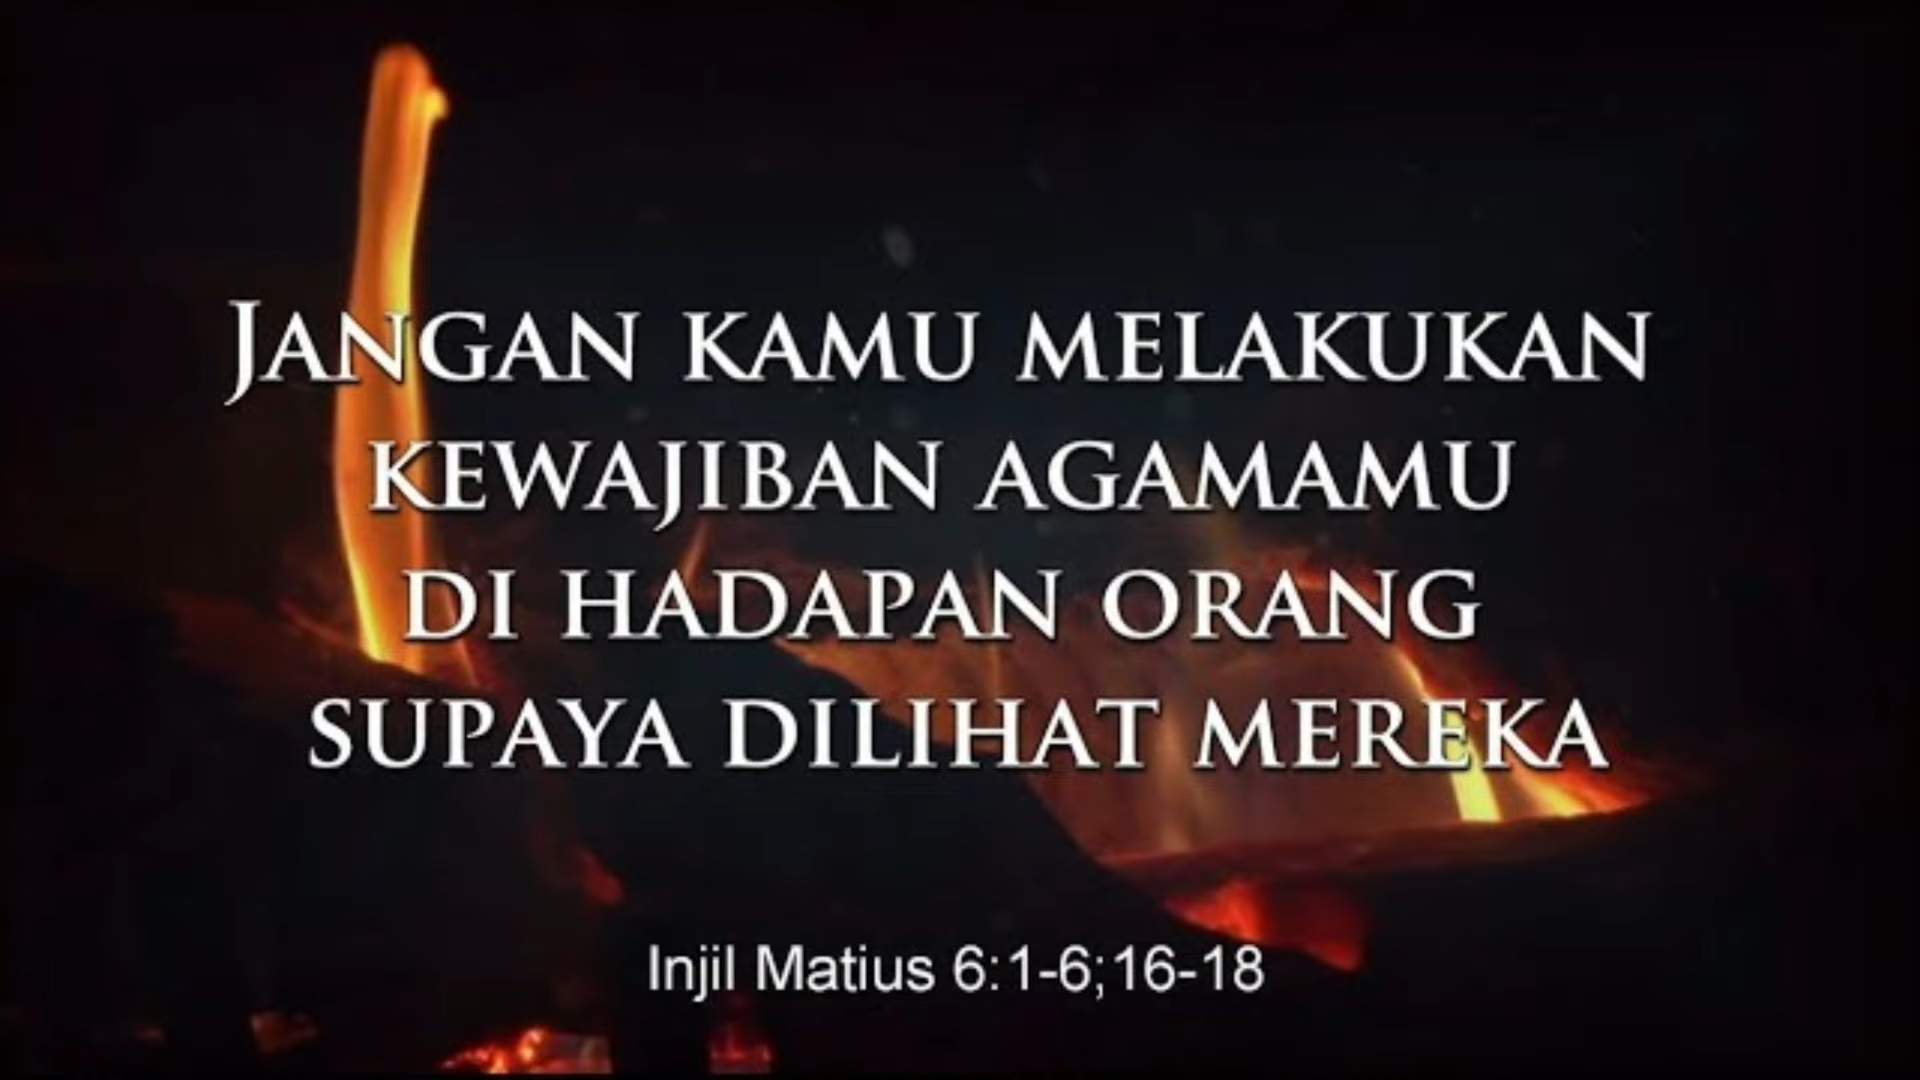 Jangan kamu melakukan
kewajiban agamamu
di hadapan orang
supaya dilihat mereka
Injil Matius 6:1-6;16-18